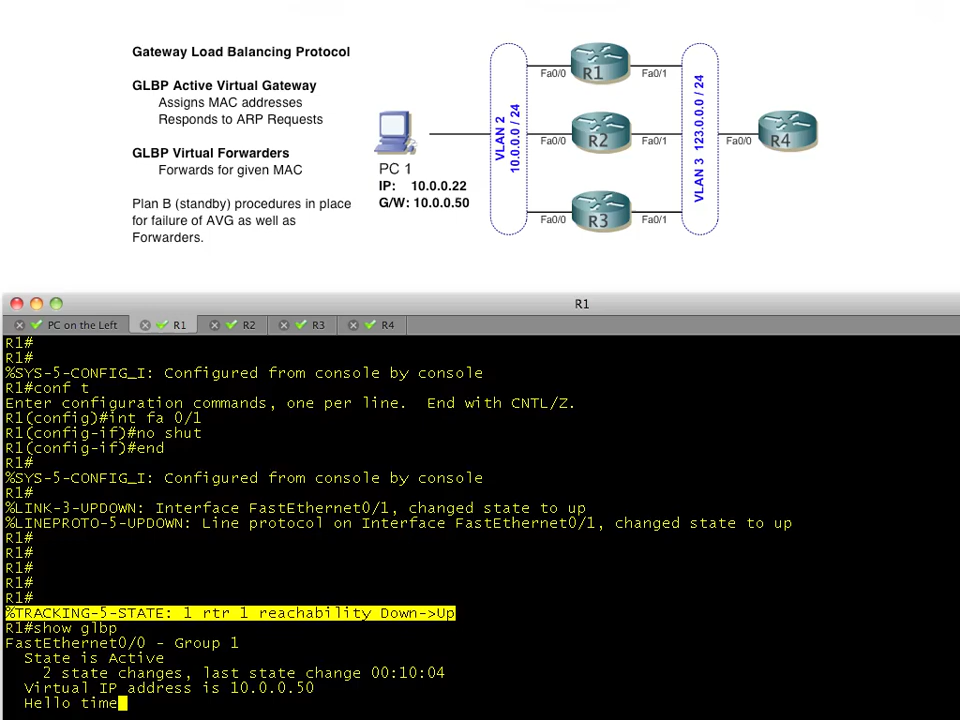 Gateway Load Balancing Protocol
GLBP Active Virtual Gateway
Assigns MAC addresses
Responds to ARP Requests
GLBP Virtual Forwarders
Forwards for given MAC
Plan B (standby) procedures in place
for failure of AVG as well as
Forwarders.
PC 1
IP: 10.0.0.22
G/W: 10.0.0.50
VLAN 2
10.0.0.0 / 24
Fa0/0
R1
Fa0/1
Fa0/0
R2
Fa0/1
Fa0/0
R3
Fa0/1
VLAN 3 123.0.0.0 / 24
Fa0/0
R4
R1
PC on the Left
R1
R2
R3
R4
R1#
R1#
%SYS-5-CONFIG_I: Configured from console by console
R1#conf t
Enter configuration commands, one per line. End with CNTL/Z.
R1(config)#int fa 0/1
R1(config-if)#no shut
R1(config-if)#end
R1#
%SYS-5-CONFIG_I: Configured from console by console
R1#
%LINK-3-UPDOWN: Interface FastEthernet0/1, changed state to up
%LINEPROTO-5-UPDOWN: Line protocol on Interface FastEthernet0/1, changed state to up
R1#
R1#
R1#
R1#
R1#
%TRACKING-5-STATE: 1 rtr 1 reachability Down->Up
R1#show glbp
FastEthernet0/0 - Group 1
State is Active
2 state changes, last state change 00:10:04
Virtual IP address is 10.0.0.50
Hello time